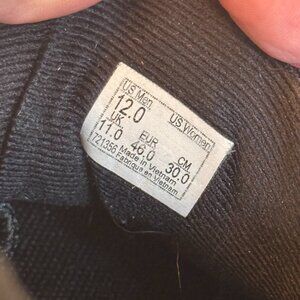 US Men US Women
12.0
UK EUR CM
11.0 46.0 30.0
721356 Made in Vietnam
Fabriqué en Vietnam